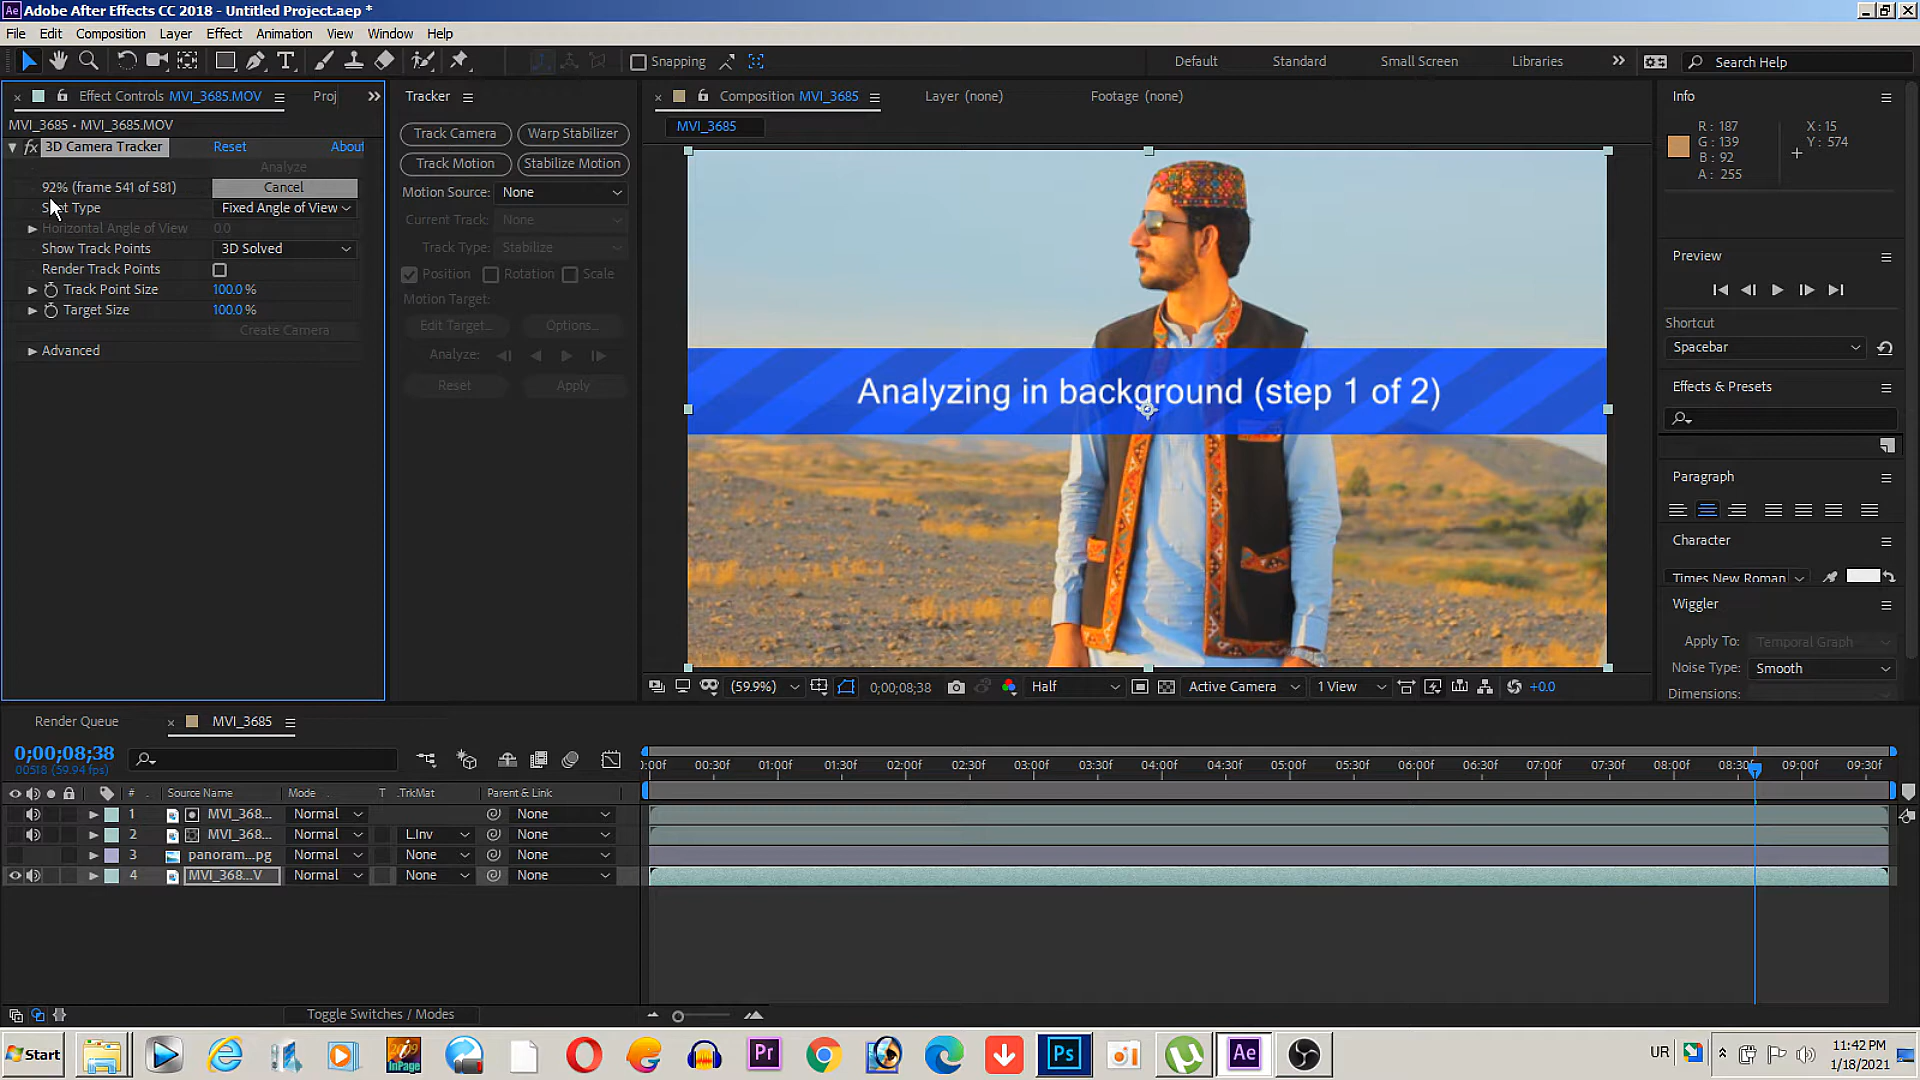 Adobe After Effects CC 2018 - Untitled Project.aep *
File Edit Composition Layer Effect Animation View Window Help
Snapping
Default Standard Small Screen Libraries
Search Help
Effect Controls MVI_3685.MOV
Proj
MVI_3685 • MVI_3685.MOV
fx 3D Camera Tracker Reset About
Analyze
92% (frame 541 of 581) Cancel
Type Fixed Angle of View
Horizontal Angle of View 0.0
Show Track Points 3D Solved
Render Track Points
Track Point Size 100.0 %
Target Size 100.0 %
Create Camera
Advanced
Tracker
Track Camera Warp Stabilizer
Track Motion Stabilize Motion
Motion Source: None
Current Track: None
Track Type: Stabilize
Position Rotation Scale
Motion Target:
Edit Target... Options...
Analyze:
Reset Apply
Composition MVI_3685
Layer (none)
Footage (none)
MVI_3685
Analyzing in background (step 1 of 2)
(59.9%) 0;00;08;38 Half Active Camera 1 View +0.0
Info
R : 187 X : 15
G : 139 Y : 574
B : 92
A : 255
Preview
Shortcut
Spacebar
Effects & Presets
Paragraph
Character
Times New Roman
Wiggler
Apply To: Temporal Graph
Noise Type: Smooth
Dimensions:
Render Queue
MVI_3685
0;00;08;38
00518 (59.94 fps)
:00f 00:30f 01:00f 01:30f 02:00f 02:30f 03:00f 03:30f 04:00f 04:30f 05:00f 05:30f 06:00f 06:30f 07:00f 07:30f 08:00f 08:30f 09:00f 09:30f
# Source Name Mode T .TrkMat Parent & Link
1 MVI_368... Normal None
2 MVI_368... Normal L.Inv None
3 panoram...pg Normal None None
4 MVI_368...V Normal None None
Toggle Switches / Modes
Start
2009
InPage
Pr
Ps
Ae
UR
11:42 PM
1/18/2021